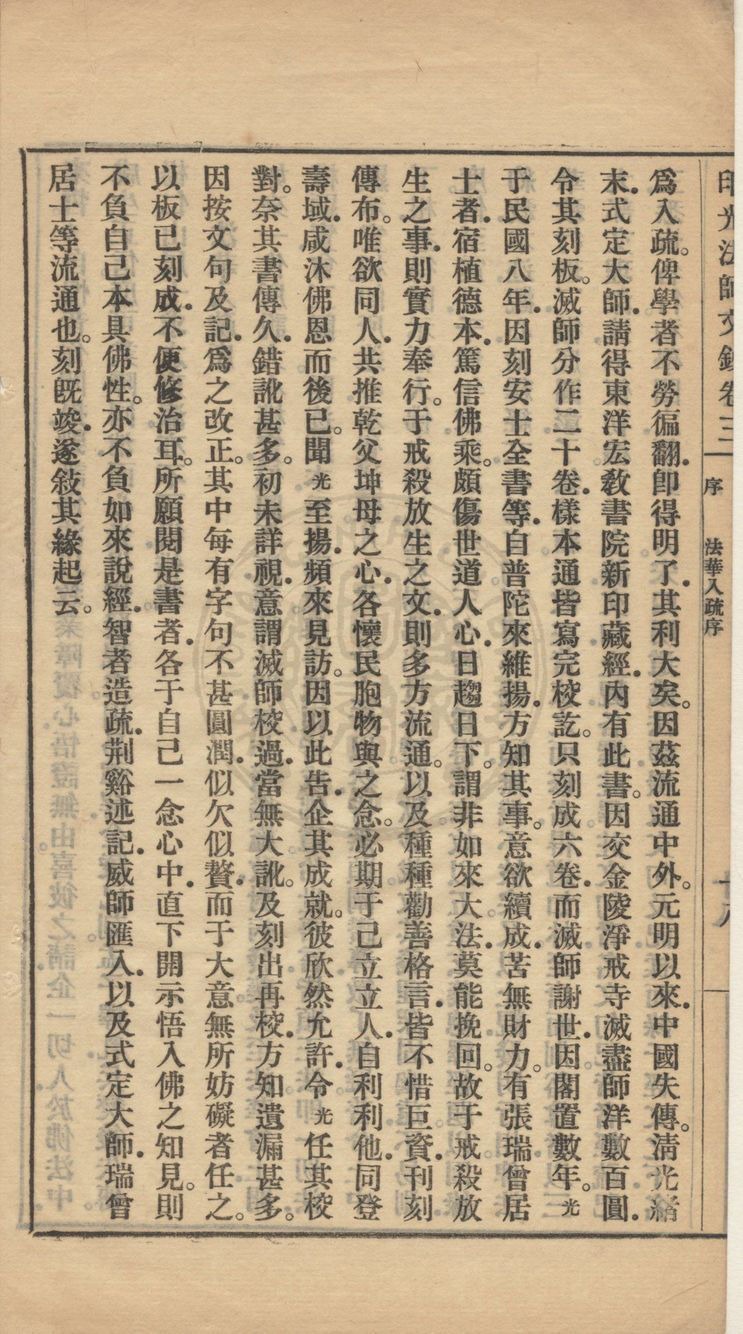 印光法師文鈔卷三 序 法華入疏序 十八
爲入疏。俾學者不勞徧翻。卽得明了。其利大矣。因茲流通中外。元明以來。中國失傳。淸光緖
末。式定大師。請得東洋宏敎書院新印藏經。內有此書。因交金陵淨戒寺滅盡師洋數百圓。
令其刻板。滅師分作二十卷。樣本通皆寫完校訖。只刻成六卷。而滅師謝世。因閣置數年。光
于民國八年。因刻安士全書等。自普陀來維揚。方知其事。意欲續成。苦無財力。有張瑞曾居
士者。宿植德本。篤信佛乘。頗傷世道人心。日趨日下。謂非如來大法。莫能挽回。故于戒殺放
生之事。則實力奉行。于戒殺放生之文。則多方流通。以及種種勸善格言。皆不惜巨資。刊刻
傳布。唯欲同人。共推乾父坤母之心。各懷民胞物與之念。必期于己立立人。自利利他。同登
壽域。咸沐佛恩而後已。聞光至揚。頻來見訪。因以此告。企其成就。彼欣然允許。令光任其校
對。奈其書傳久。錯訛甚多。初未詳視。意謂滅師校過。當無大訛。及刻出再校。方知遺漏甚多。
因按文句及記。爲之改正。其中每有字句不甚圓潤。似欠似贅。而于大意無所妨礙者。任之。
以板已刻成。不便修治耳。所願閱是書者。各于自己一念心中。直下開示悟入佛之知見。則
不負自己本具佛性。亦不負如來說經。智者造疏。荆谿述記。威師匯入。以及式定大師。瑞曾
居士等流通也。刻旣竣。遂敍其緣起云。